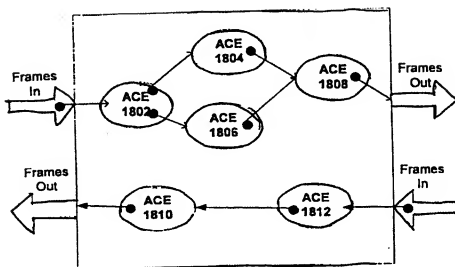 ACE
1804
Frames
In
ACE
1802
ACE
1806
ACE
1808
Frames
Out
Frames
Out
ACE
1810
ACE
1812
Frames
In